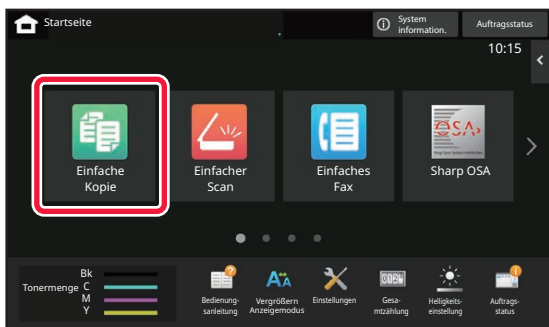 Startseite
System
information.
Auftragsstatus
10:15
Einfache
Kopie
Einfacher
Scan
Einfaches
Fax
OSA
Sharp OSA
Tonermenge
Bk
C
M
Y
Bedienung-
sanleitung
Vergrößern
Anzeigemodus
Einstellungen
Gesa-
mtzählung
Helligkeits-
einstellung
Auftrags-
status